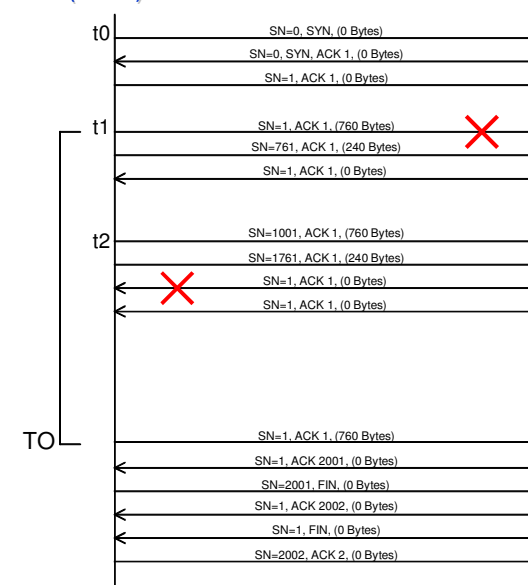 t0
SN=0, SYN, (0 Bytes)
SN=0, SYN, ACK 1, (0 Bytes)
SN=1, ACK 1, (0 Bytes)
t1
SN=1, ACK 1, (760 Bytes)
SN=761, ACK 1, (240 Bytes)
SN=1, ACK 1, (0 Bytes)
t2
SN=1001, ACK 1, (760 Bytes)
SN=1761, ACK 1, (240 Bytes)
SN=1, ACK 1, (0 Bytes)
SN=1, ACK 1, (0 Bytes)
TO
SN=1, ACK 1, (760 Bytes)
SN=1, ACK 2001, (0 Bytes)
SN=2001, FIN, (0 Bytes)
SN=1, ACK 2002, (0 Bytes)
SN=1, FIN, (0 Bytes)
SN=2002, ACK 2, (0 Bytes)